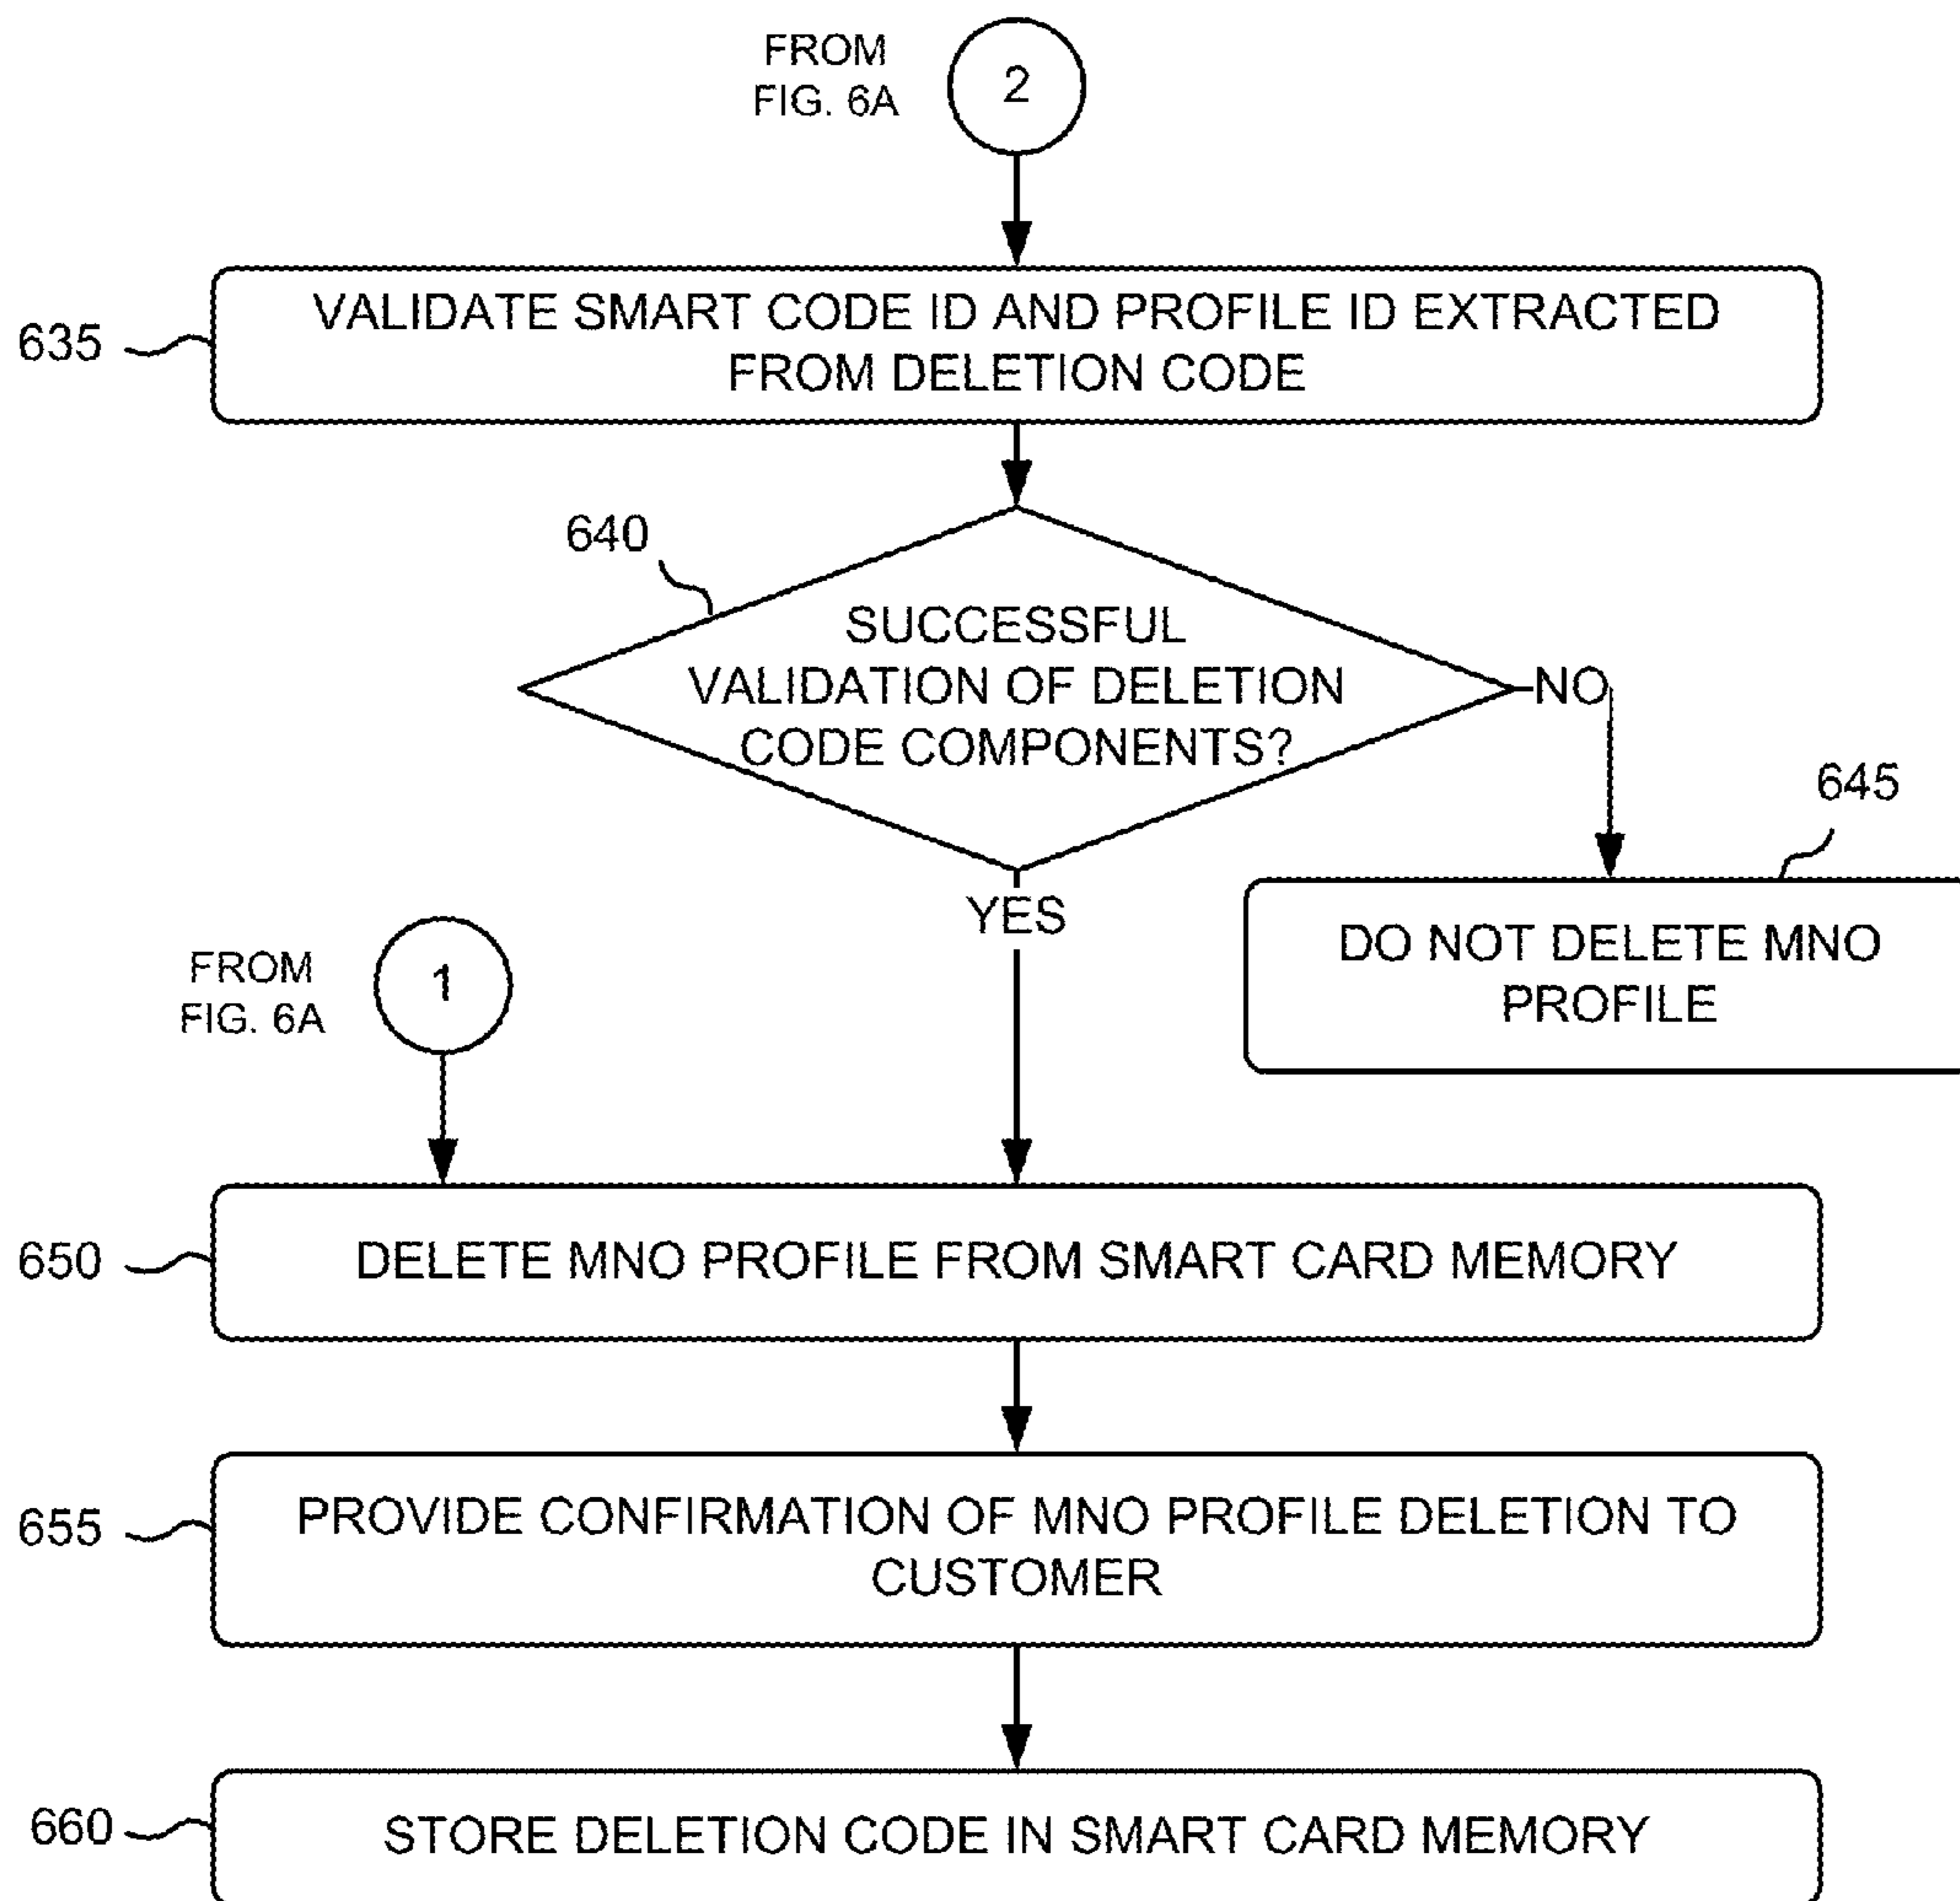 FROM
FIG. 6A
2
635
VALIDATE SMART CODE ID AND PROFILE ID EXTRACTED
FROM DELETION CODE
640
SUCCESSFUL
VALIDATION OF DELETION
CODE COMPONENTS?
NO
645
DO NOT DELETE MNO
PROFILE
YES
FROM
FIG. 6A
1
650
DELETE MNO PROFILE FROM SMART CARD MEMORY
655
PROVIDE CONFIRMATION OF MNO PROFILE DELETION TO
CUSTOMER
660
STORE DELETION CODE IN SMART CARD MEMORY